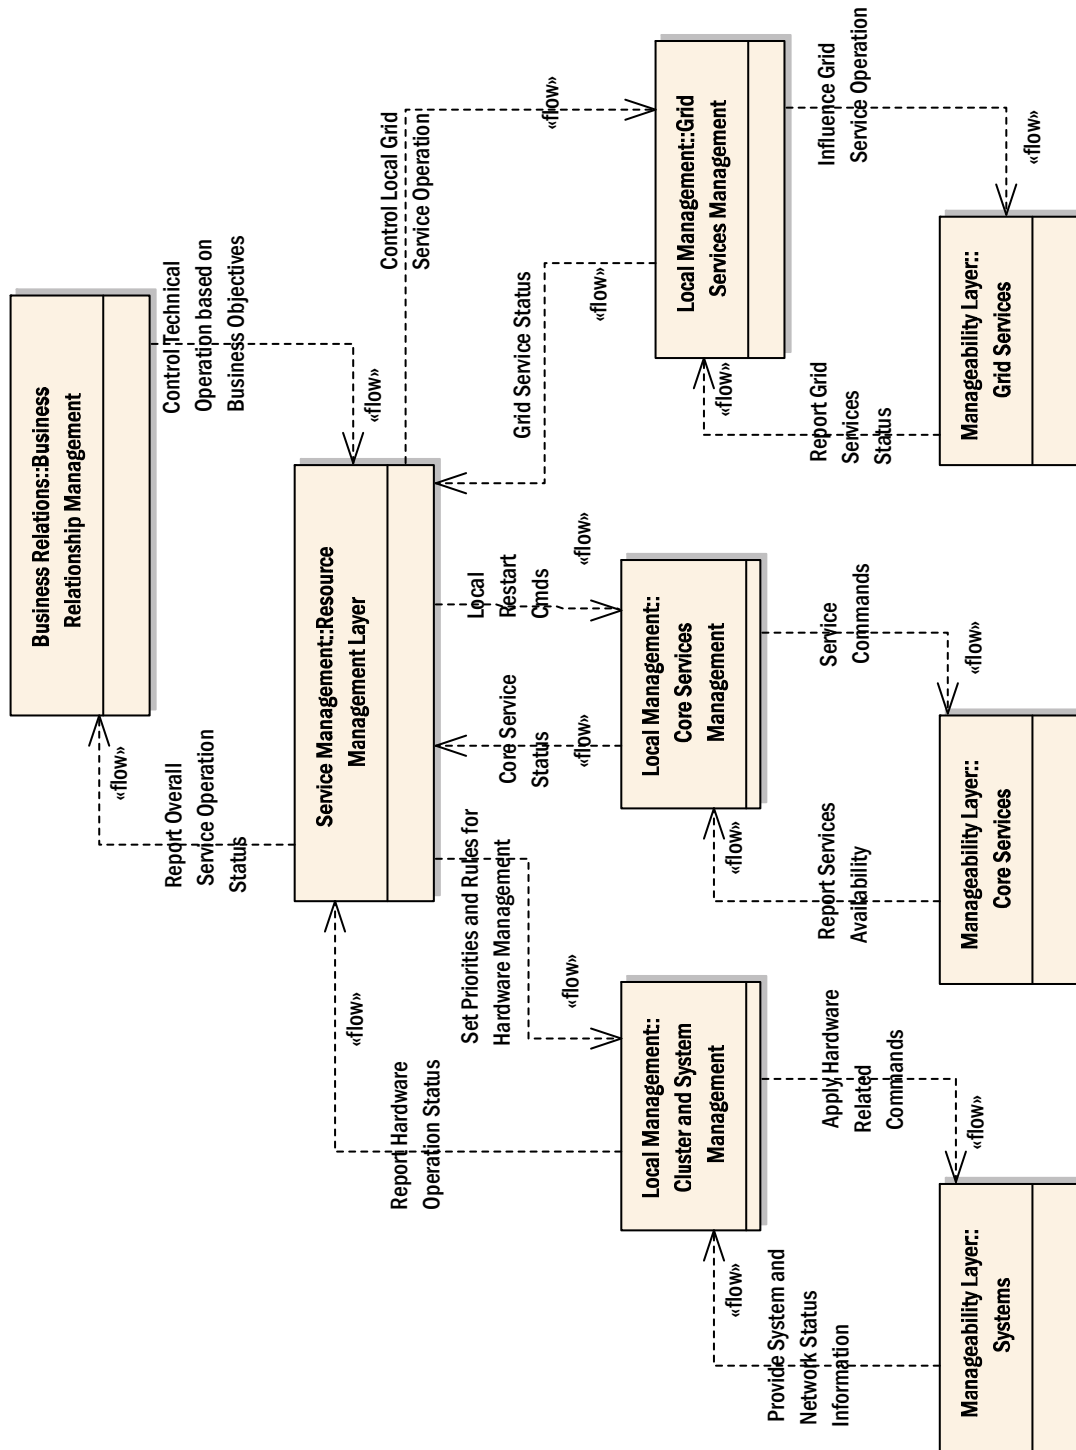 Business Relations::Business
Relationship Management
«flow»
Report Overall
Service Operation
Status
Control Technical
Operation based on
Business Objectives
«flow»
Service Management::Resource
Management Layer
«flow»
Report Hardware
Operation Status
Set Priorities and Rules for
Hardware Management
«flow»
Core Service
Status
«flow»
Local
Restart
Cmds
«flow»
Grid Service Status
«flow»
Control Local Grid
Service Operation
«flow»
Local Management::
Cluster and System
Management
Local Management::
Core Services
Management
Local Management::Grid
Services Management
«flow»
Provide System and
Network Status
Information
Apply Hardware
Related
Commands
«flow»
«flow»
Report Services
Availability
Service
Commands
«flow»
«flow»
Report Grid
Services
Status
Influence Grid
Service Operation
«flow»
Manageability Layer::
Systems
Manageability Layer::
Core Services
Manageability Layer::
Grid Services